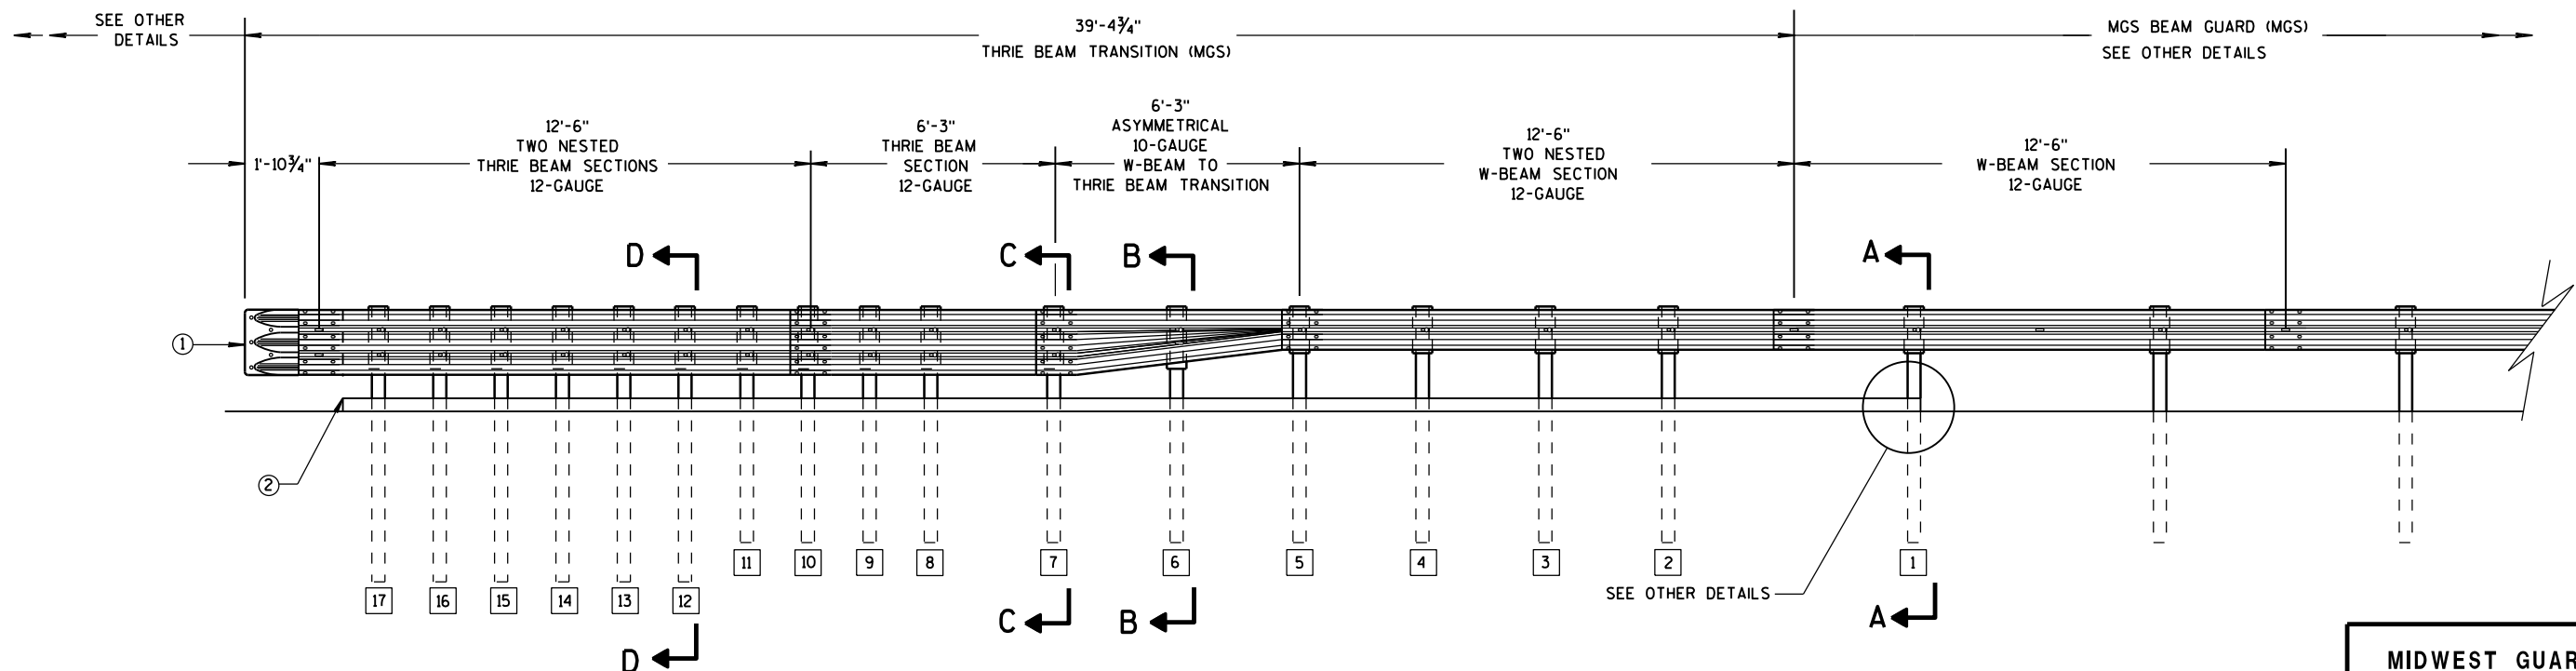 SEE OTHER
DETAILS
39'-4¾"
THRIE BEAM TRANSITION (MGS)
MGS BEAM GUARD (MGS)
SEE OTHER DETAILS
1'-10¾"
12'-6"
TWO NESTED
THRIE BEAM SECTIONS
12-GAUGE
6'-3"
THRIE BEAM
SECTION
12-GAUGE
6'-3"
ASYMMETRICAL
10-GAUGE
W-BEAM TO
THRIE BEAM TRANSITION
12'-6"
TWO NESTED
W-BEAM SECTION
12-GAUGE
12'-6"
W-BEAM SECTION
12-GAUGE
D
C
B
A
1
2
11
10
9
8
7
6
5
4
3
2
1
17
16
15
14
13
12
SEE OTHER DETAILS
C
B
A
D
MIDWEST GUAR